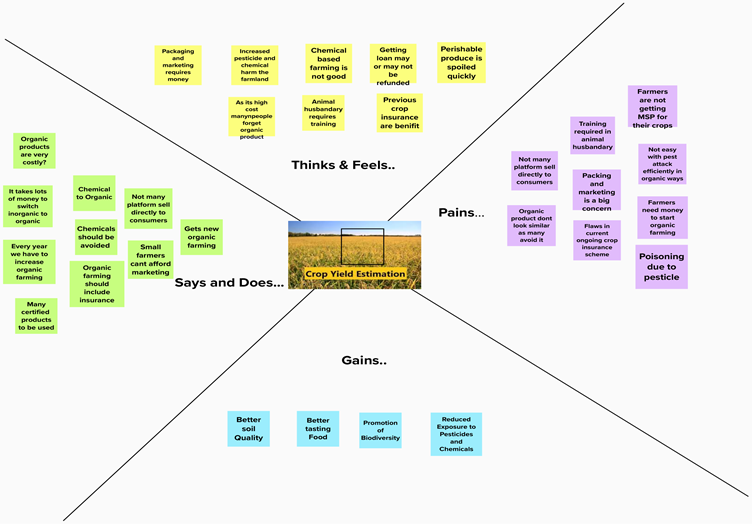 Packaging
and
marketing
requires
money
Increased
pesticide and
chemical
harm the
farmland
Chemical
based
farming is
not good
Getting
loan may
or may not
be
refunded
Perishable
produce is
spoiled
quickly
As its high
cost
manynpeople
forget
organic
product
Animal
husbandary
requires
training
Previous
crop
insurance
are benifit
Thinks & Feels..
Organic
products
are very
costly?
It takes lots
of money to
switch
inorganic to
organic
Chemical
to Organic
Not many
platform sell
directly to
consumers
Chemicals
should be
avoided
Gets new
organic
farming
Every year
we have to
increase
organic
farming
Small
farmers
cant afford
marketing
Organic
farming
should
include
insurance
Many
certified
products
to be used
Says and Does...
Crop Yield Estimation
Pains...
Farmers
are not
getting
MSP for
their crops
Training
required in
animal
husbandary
Not many
platform sell
directly to
consumers
Not easy
with pest
attack
efficiently in
organic ways
Packing
and
marketing
is a big
concern
Organic
product dont
look similar
as many
avoid it
Farmers
need money
to start
organic
farming
Flaws in
current
ongoing crop
insurance
scheme
Poisoning
due to
pesticle
Gains..
Better
soil
Quality
Better
tasting
Food
Promotion
of
Biodiversity
Reduced
Exposure to
Pesticides
and
Chemicals